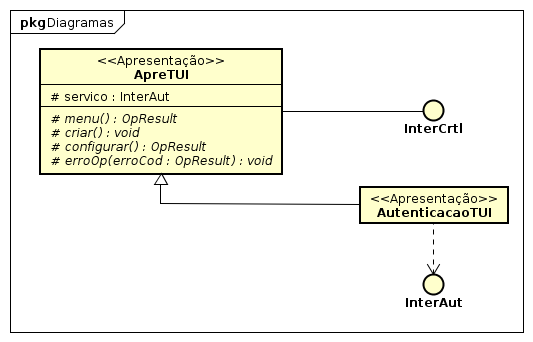 pkg Diagramas
<<Apresentação>>
ApreTUI
# servico : InterAut
# menu() : OpResult
# criar() : void
# configurar() : OpResult
# erroOp(erroCod : OpResult) : void
InterCrtl
<<Apresentação>>
AutenticacaoTUI
InterAut